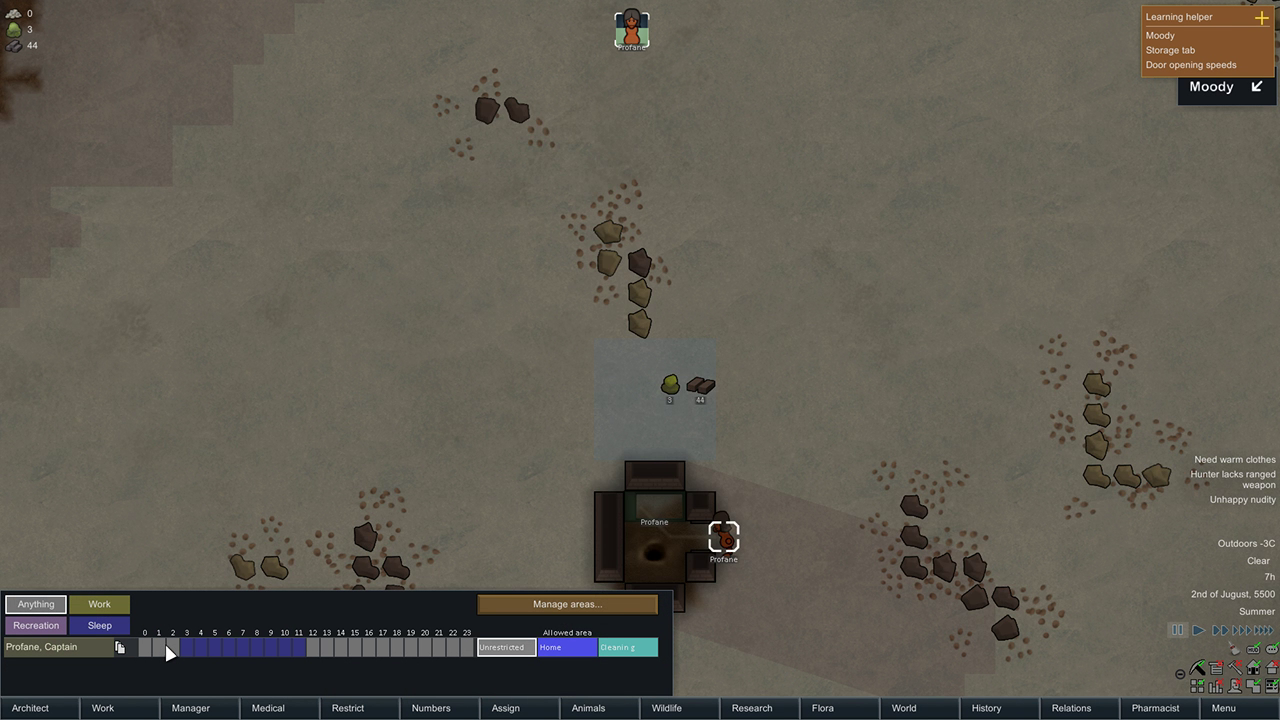 0
3
44
Profane
Learning helper
Moody
Storage tab
Door opening speeds
Moody
3
44
Need warm clothes
Hunter lacks ranged
weapon
Unhappy nudity
Profane
Profane
Outdoors -3C
Clear
7h
2nd of Jugust, 5500
Summer
Anything Work
Manage areas...
Recreation Sleep
0 1 2 3 4 5 6 7 8 9 10 11 12 13 14 15 16 17 18 19 20 21 22 23
Allowed area
Profane, Captain
Unrestricted Home Cleaning
Architect Work Manager Medical Restrict Numbers Assign Animals Wildlife Research Flora World History Relations Pharmacist Menu